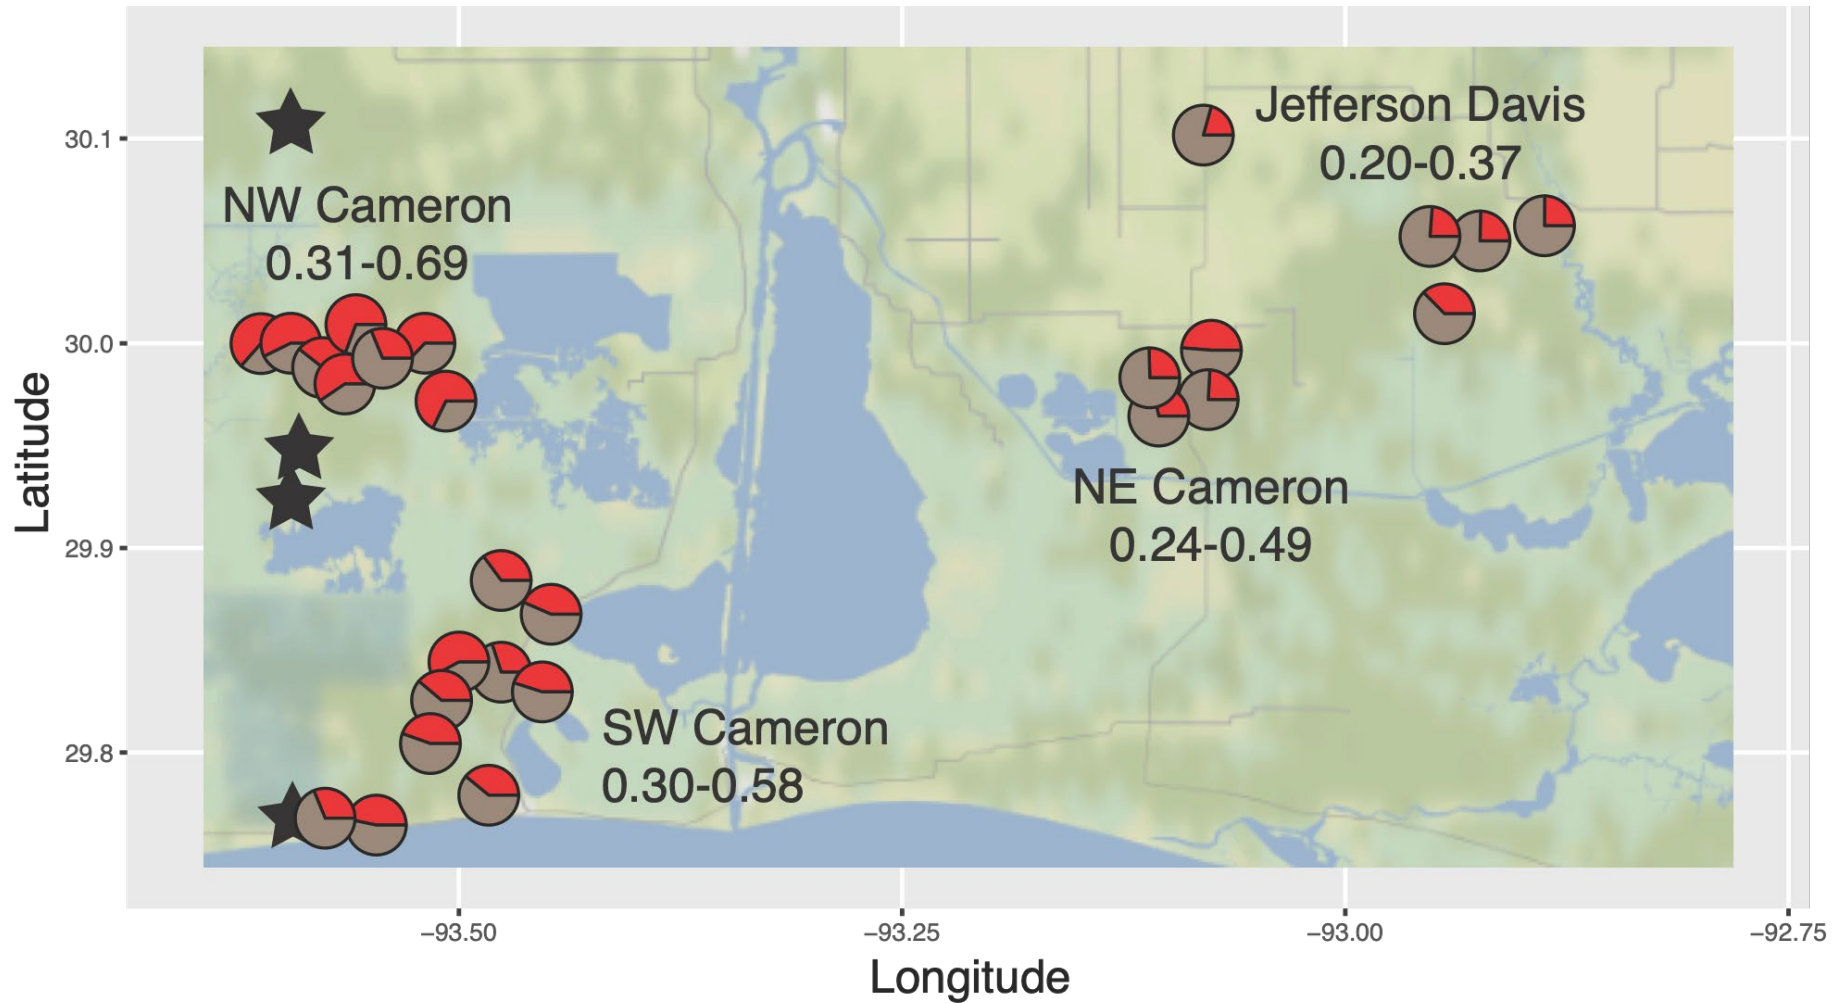 Jefferson Davis
0.20-0.37
NW Cameron
0.31-0.69
NE Cameron
0.24-0.49
SW Cameron
0.30-0.58
30.1
30.0
29.9
29.8
Latitude
−93.50
−93.25
−93.00
−92.75
Longitude